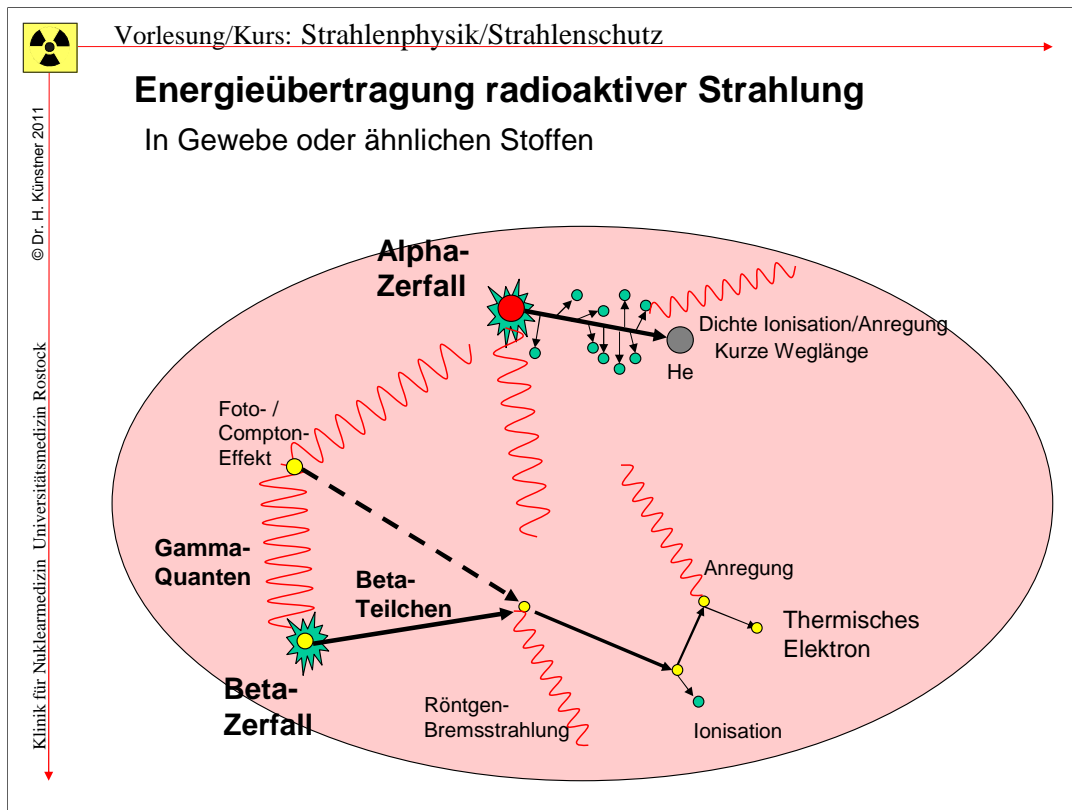 Vorlesung/Kurs: Strahlenphysik/Strahlenschutz
Energieübertragung radioaktiver Strahlung
In Gewebe oder ähnlichen Stoffen
© Dr. H. Künstner 2011
Klinik für Nuklearmedizin Universitätsmedizin Rostock
Alpha-
Zerfall
Dichte Ionisation/Anregung
Kurze Weglänge
He
Foto- /
Compton-
Effekt
Gamma-
Quanten
Beta-
Teilchen
Anregung
Thermisches
Elektron
Beta-
Zerfall
Röntgen-
Bremsstrahlung
Ionisation